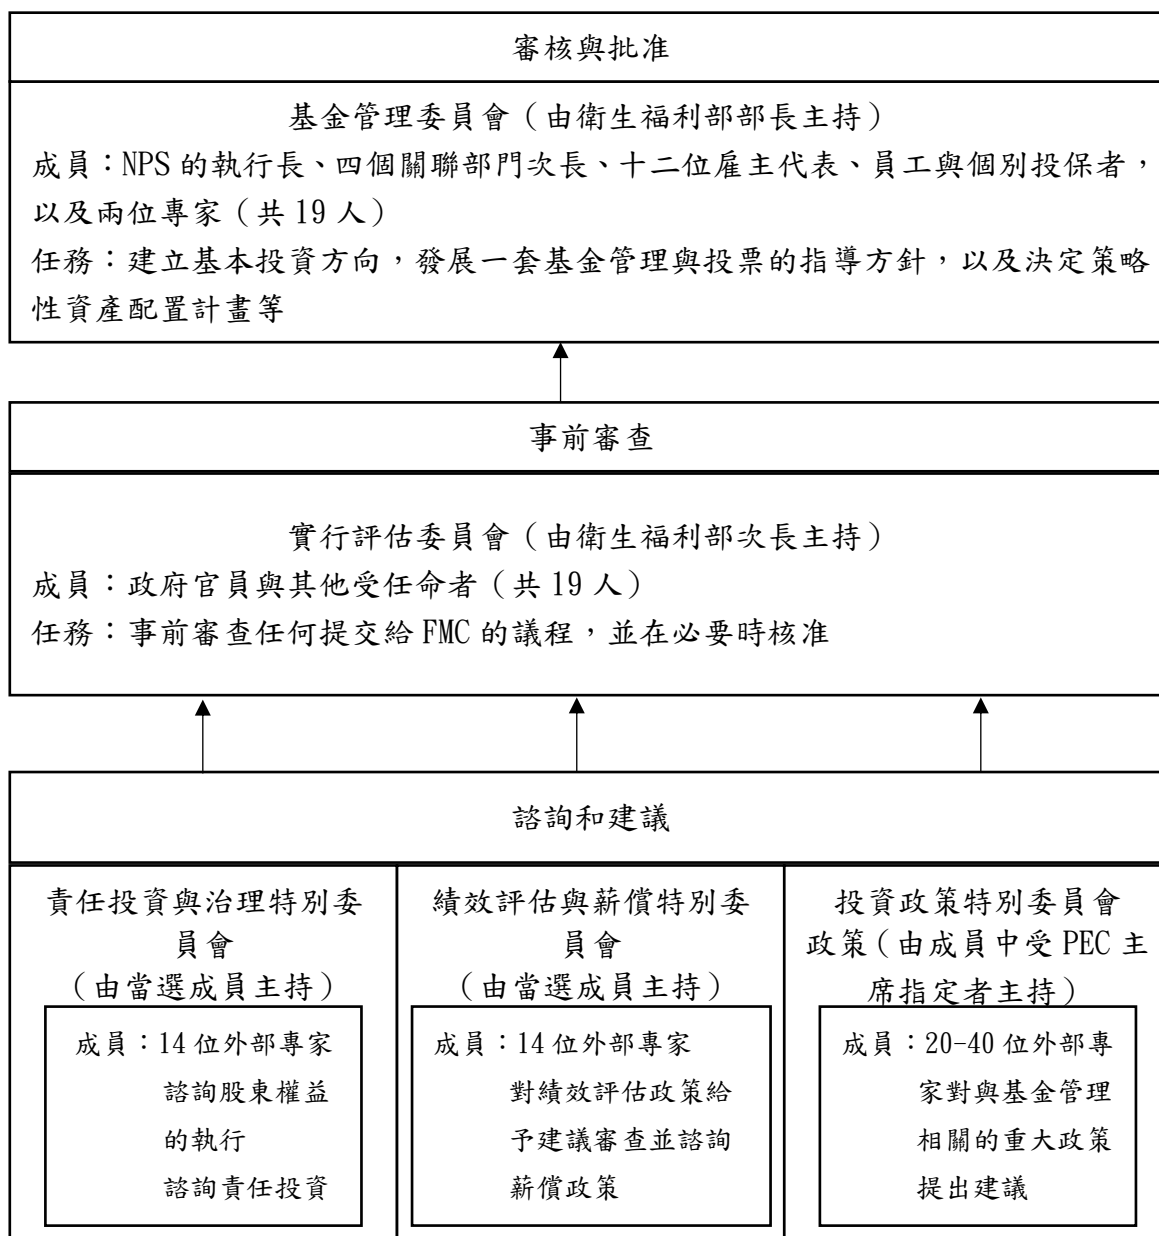 審核與批准
基金管理委員會（由衛生福利部部長主持）
成員：NPS 的執行長、四個關聯部門次長、十二位雇主代表、員工與個別投保者，
以及兩位專家（共 19 人）
任務：建立基本投資方向，發展一套基金管理與投票的指導方針，以及決定策略
性資產配置計畫等
事前審查
實行評估委員會（由衛生福利部次長主持）
成員：政府官員與其他受任命者（共 19 人）
任務：事前審查任何提交給 FMC 的議程，並在必要時核准
諮詢和建議
責任投資與治理特別委
員會
（由當選成員主持）
成員：14 位外部專家
諮詢股東權益
的執行
諮詢責任投資
績效評估與薪償特別委
員會
（由當選成員主持）
成員：14 位外部專家
對績效評估政策給
予建議審查並諮詢
薪償政策
投資政策特別委員會
政策（由成員中受 PEC 主
席指定者主持）
成員：20-40 位外部專
家對與基金管理
相關的重大政策
提出建議